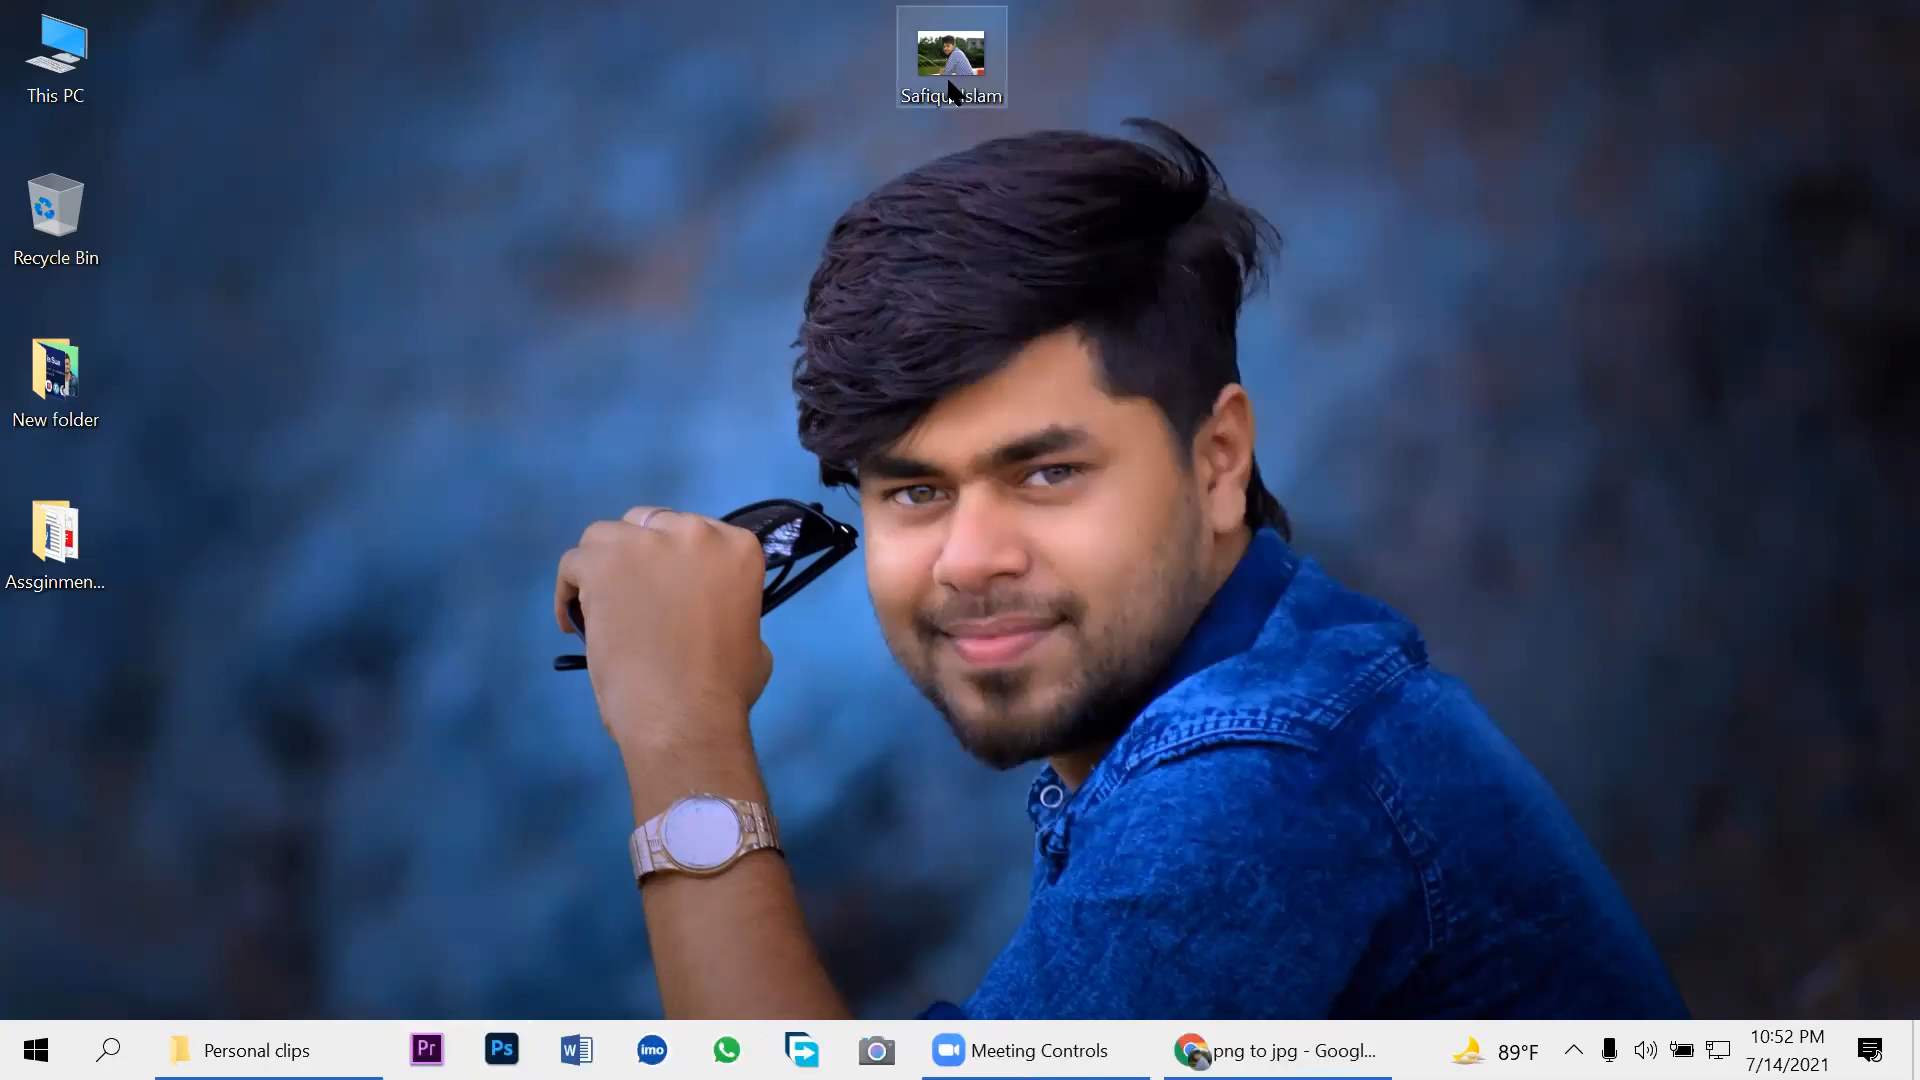 This PC
Recycle Bin
New folder
Assginmen...
Islam
Pr
Ps
W
imo
Personal clips
Meeting Controls
png to jpg - Googl...
89°F
10:52 PM
7/14/2021